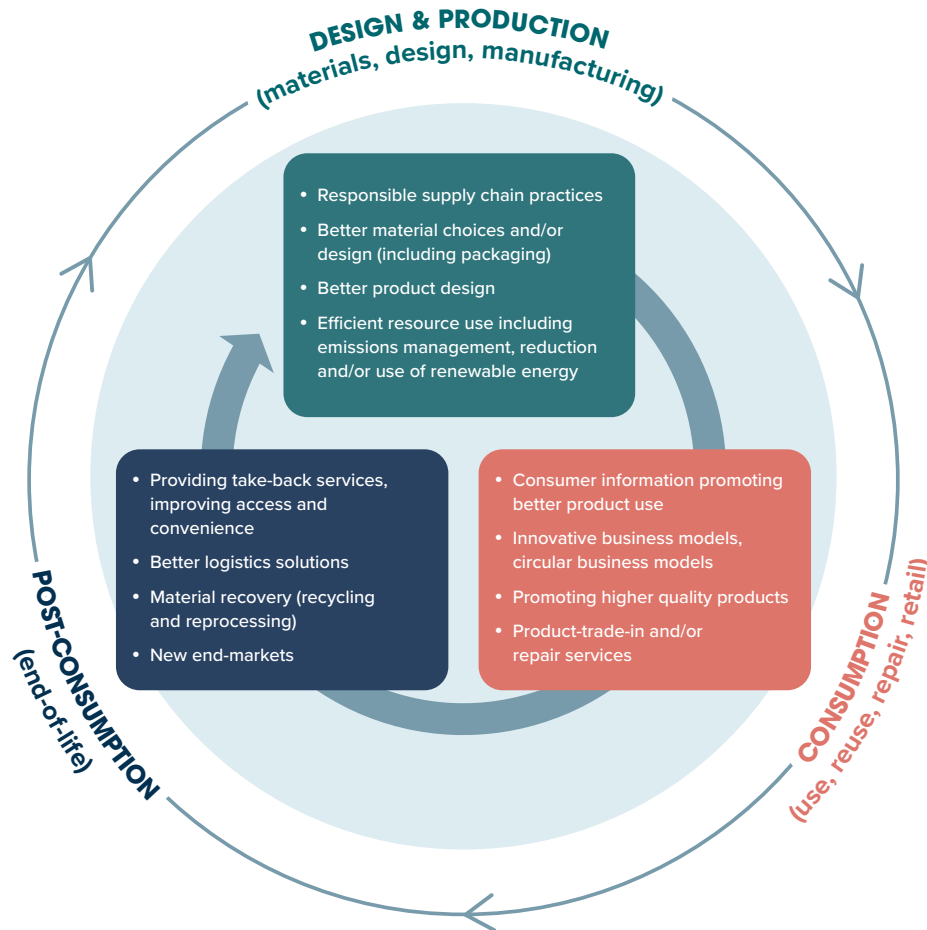 DESIGN & PRODUCTION
(materials, design, manufacturing)
• Responsible supply chain practices
• Better material choices and/or
design (including packaging)
• Better product design
• Efficient resource use including
emissions management, reduction
and/or use of renewable energy
• Providing take-back services,
improving access and
convenience
• Better logistics solutions
• Material recovery (recycling
and reprocessing)
• New end-markets
• Consumer information promoting
better product use
• Innovative business models,
circular business models
• Promoting higher quality products
• Product-trade-in and/or
repair services
POST-CONSUMPTION
(end-of-life)
CONSUMPTION
(use, reuse, repair, retail)